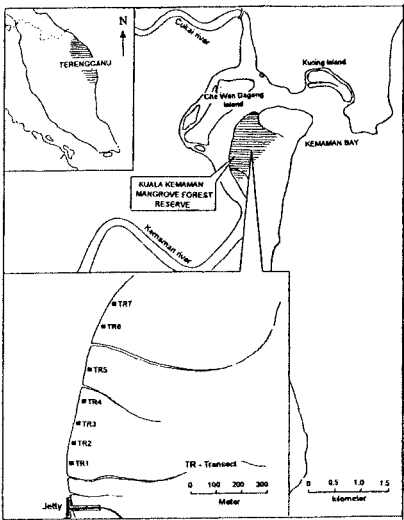 N
TERENGGANU
Cukai river
Kucing Island
Che Wan Dagang
Island
KEMAMAN BAY
KUALA KEMAMAN
MANGROVE FOREST
RESERVE
Kemaman river
TR7
TR6
TR5
TR4
TR3
TR2
TR1
TR - Transect
0 100 200 300
Meter
0 0.5 1.0 1.5
kilometer
Jetty